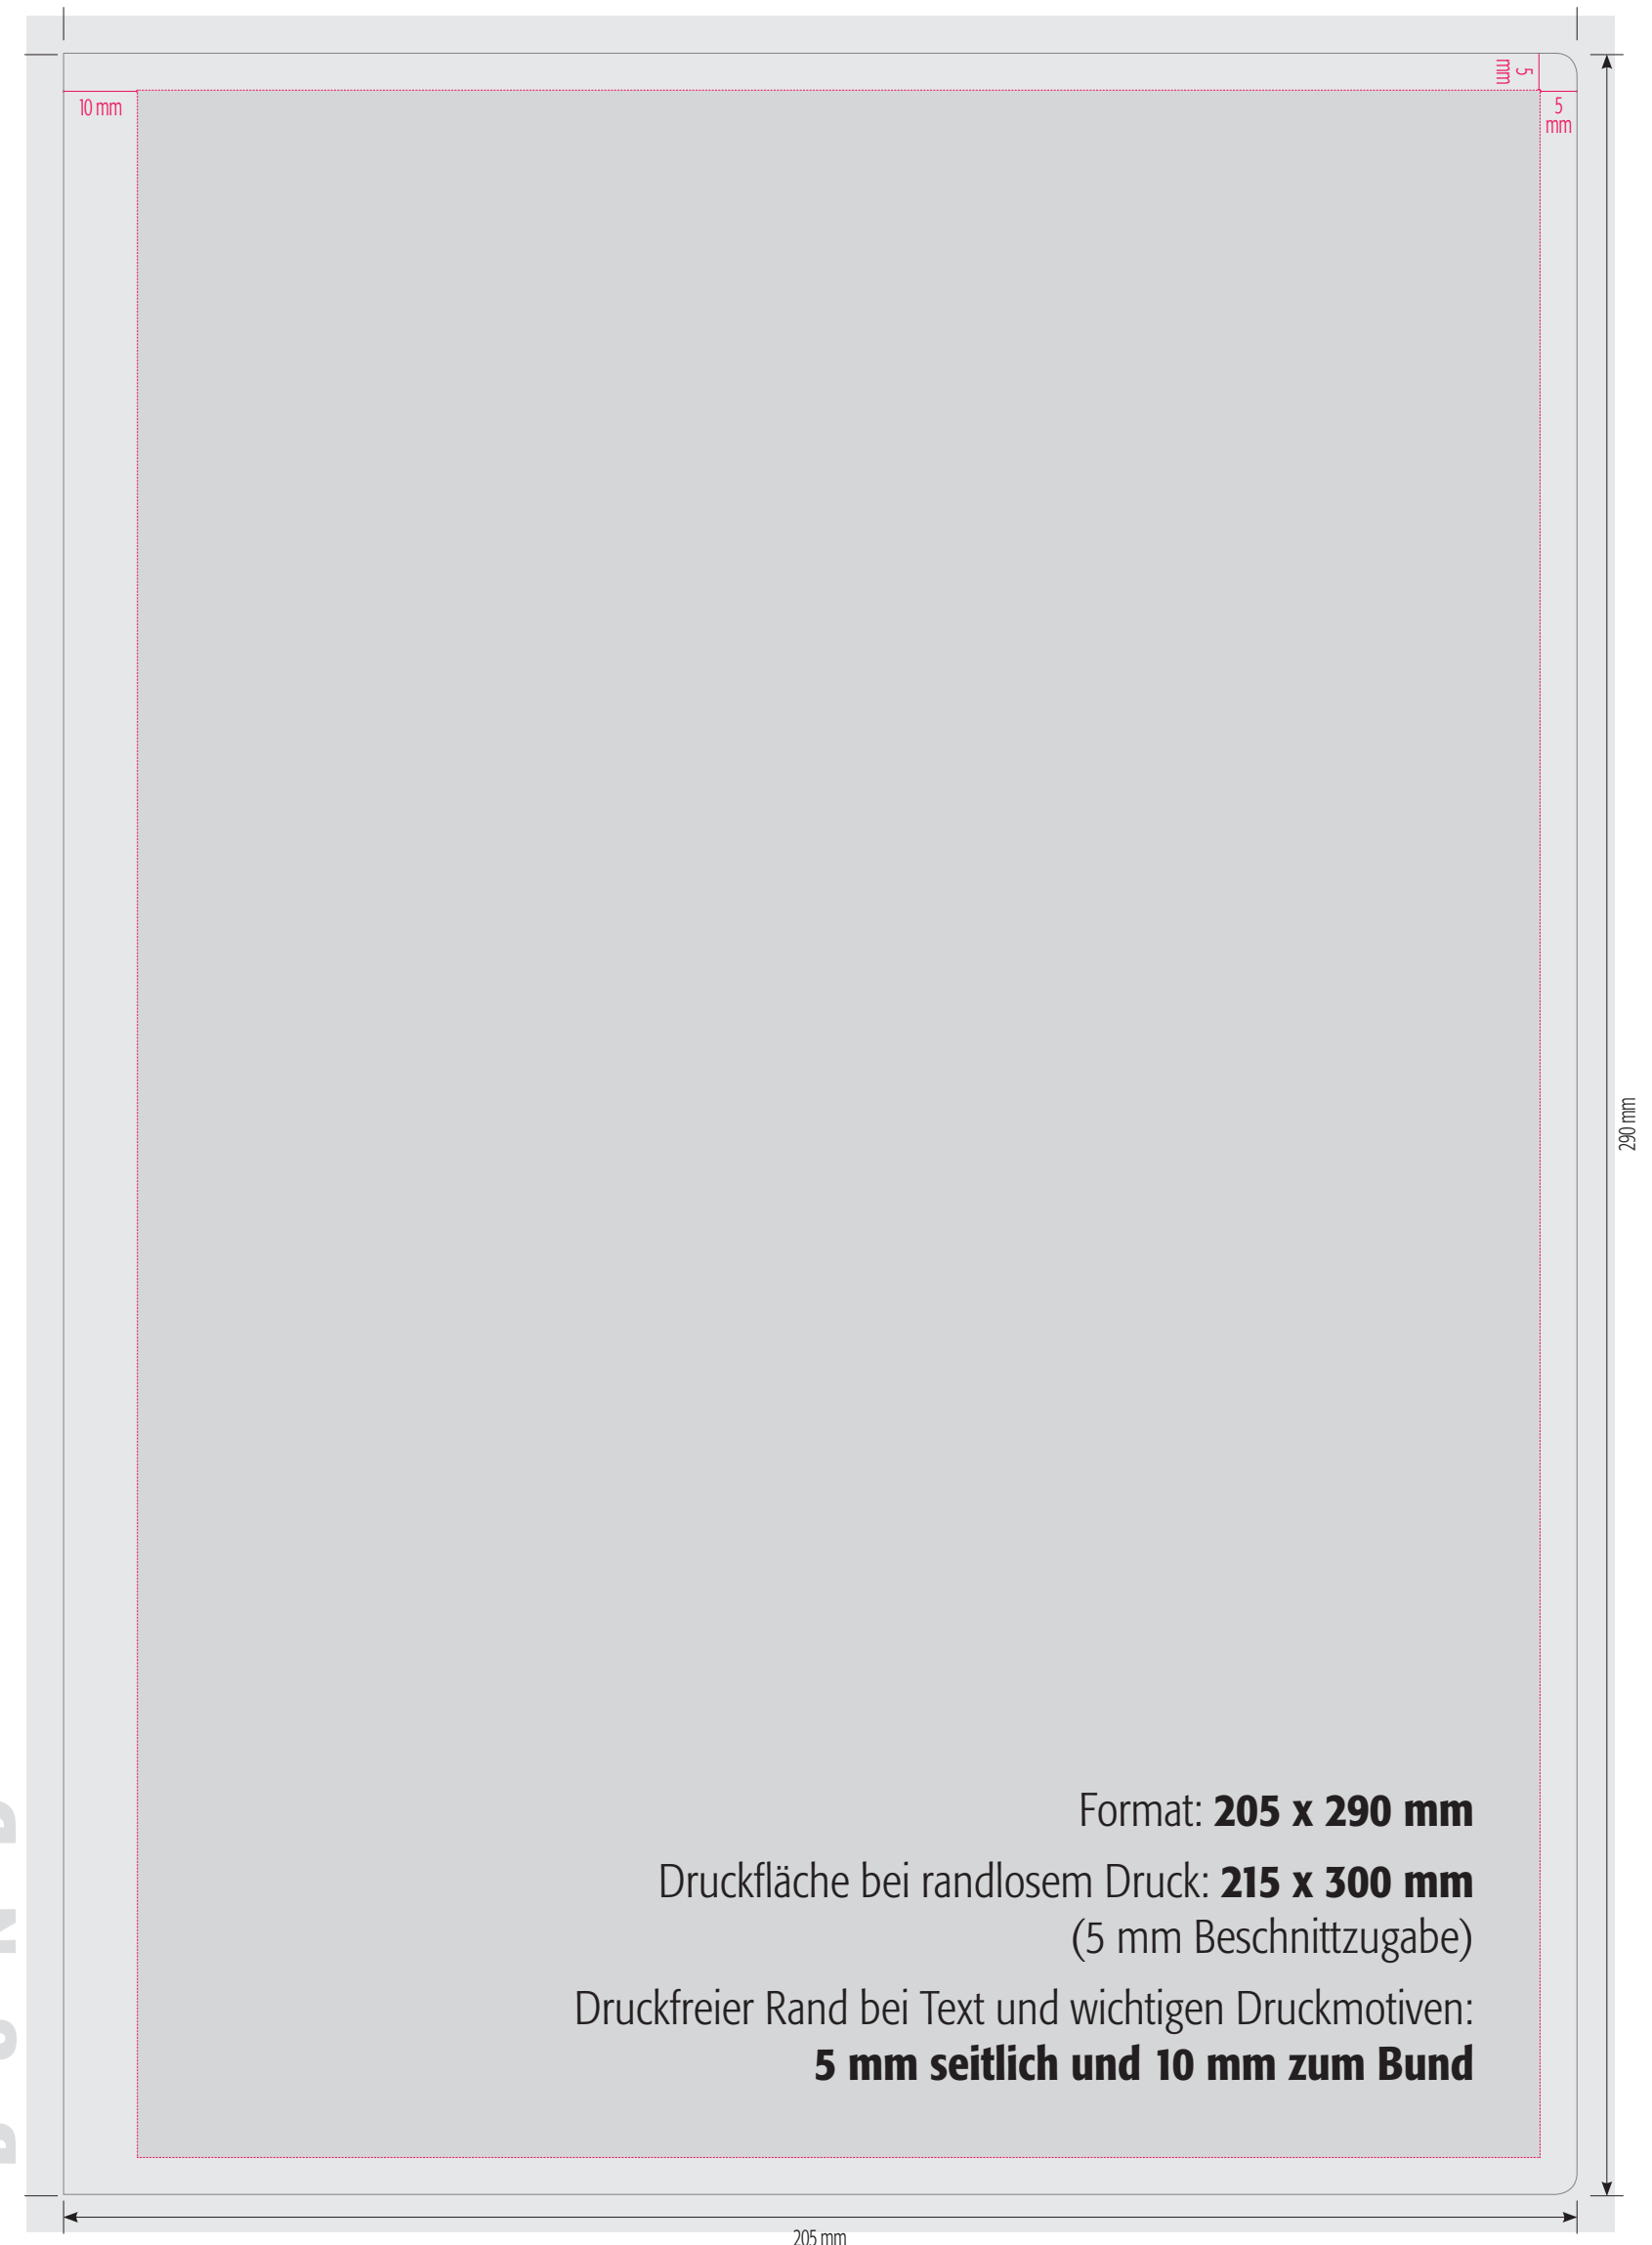 5
mm
10 mm
5
mm
290 mm
Format: 205 x 290 mm
Druckfläche bei randlosem Druck: 215 x 300 mm
(5 mm Beschnittzugabe)
Druckfreier Rand bei Text und wichtigen Druckmotiven:
5 mm seitlich und 10 mm zum Bund
205 mm